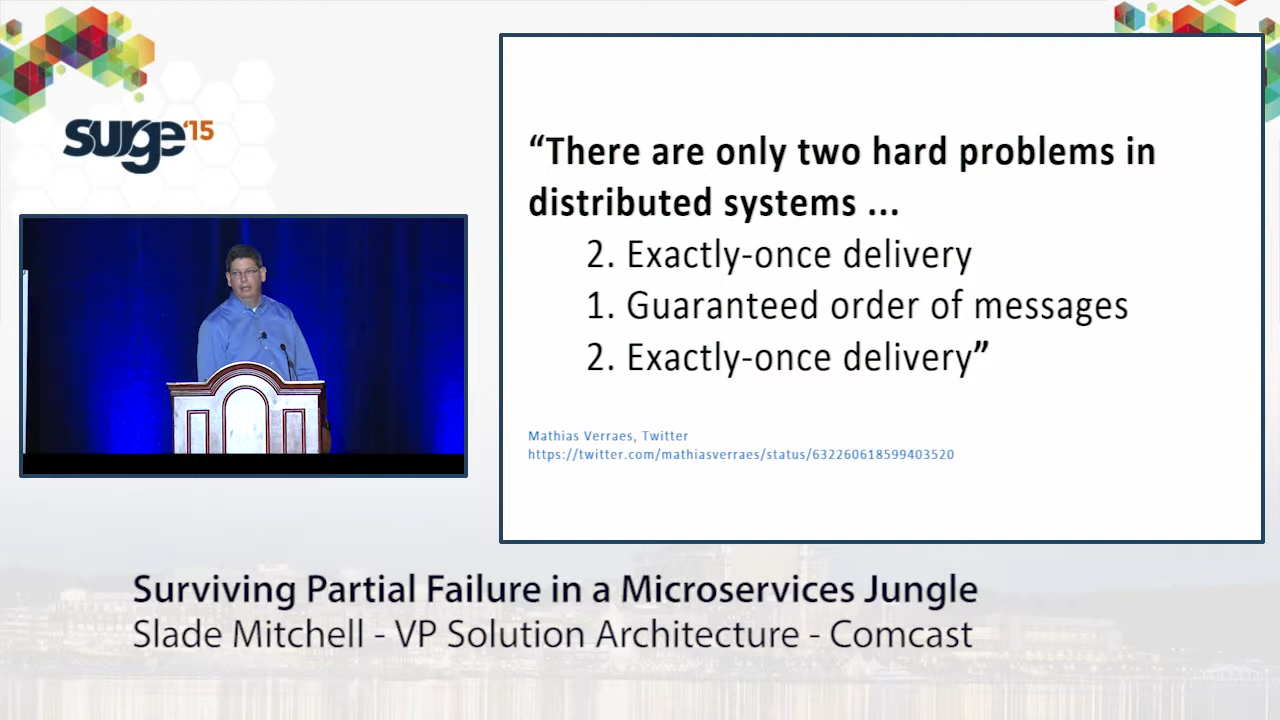 surge '15
“There are only two hard problems in
distributed systems ...
2. Exactly-once delivery
1. Guaranteed order of messages
2. Exactly-once delivery”
Mathias Verraes, Twitter
https://twitter.com/mathiasverraes/status/632260618599403520
Surviving Partial Failure in a Microservices Jungle
Slade Mitchell - VP Solution Architecture - Comcast